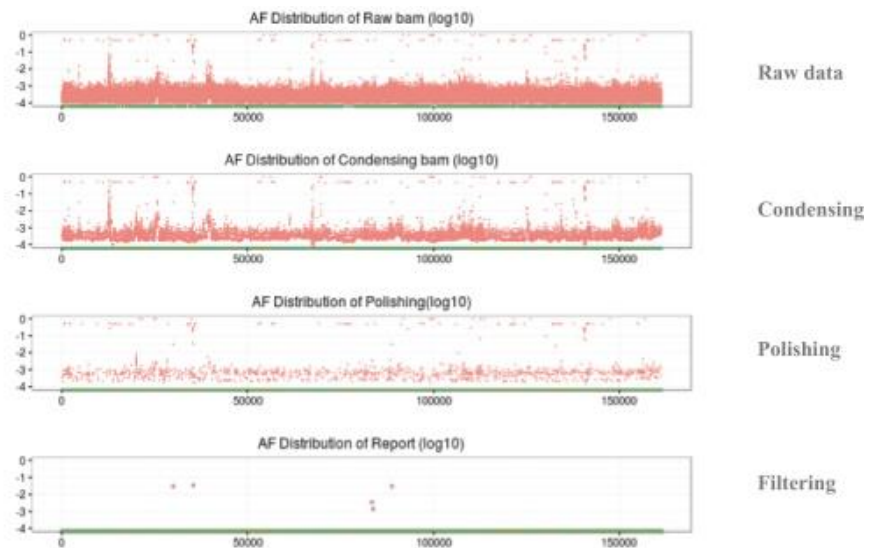 AF Distribution of Raw bam (log10)
0
-1
-2
-3
-4
0 50000 100000 150000
Raw data
AF Distribution of Condensing bam (log10)
0
-1
-2
-3
-4
0 50000 100000 150000
Condensing
AF Distribution of Polishing(log10)
0
-1
-2
-3
-4
0 50000 100000 150000
Polishing
AF Distribution of Report (log10)
0
-1
-2
-3
-4
0 50000 100000 150000
Filtering